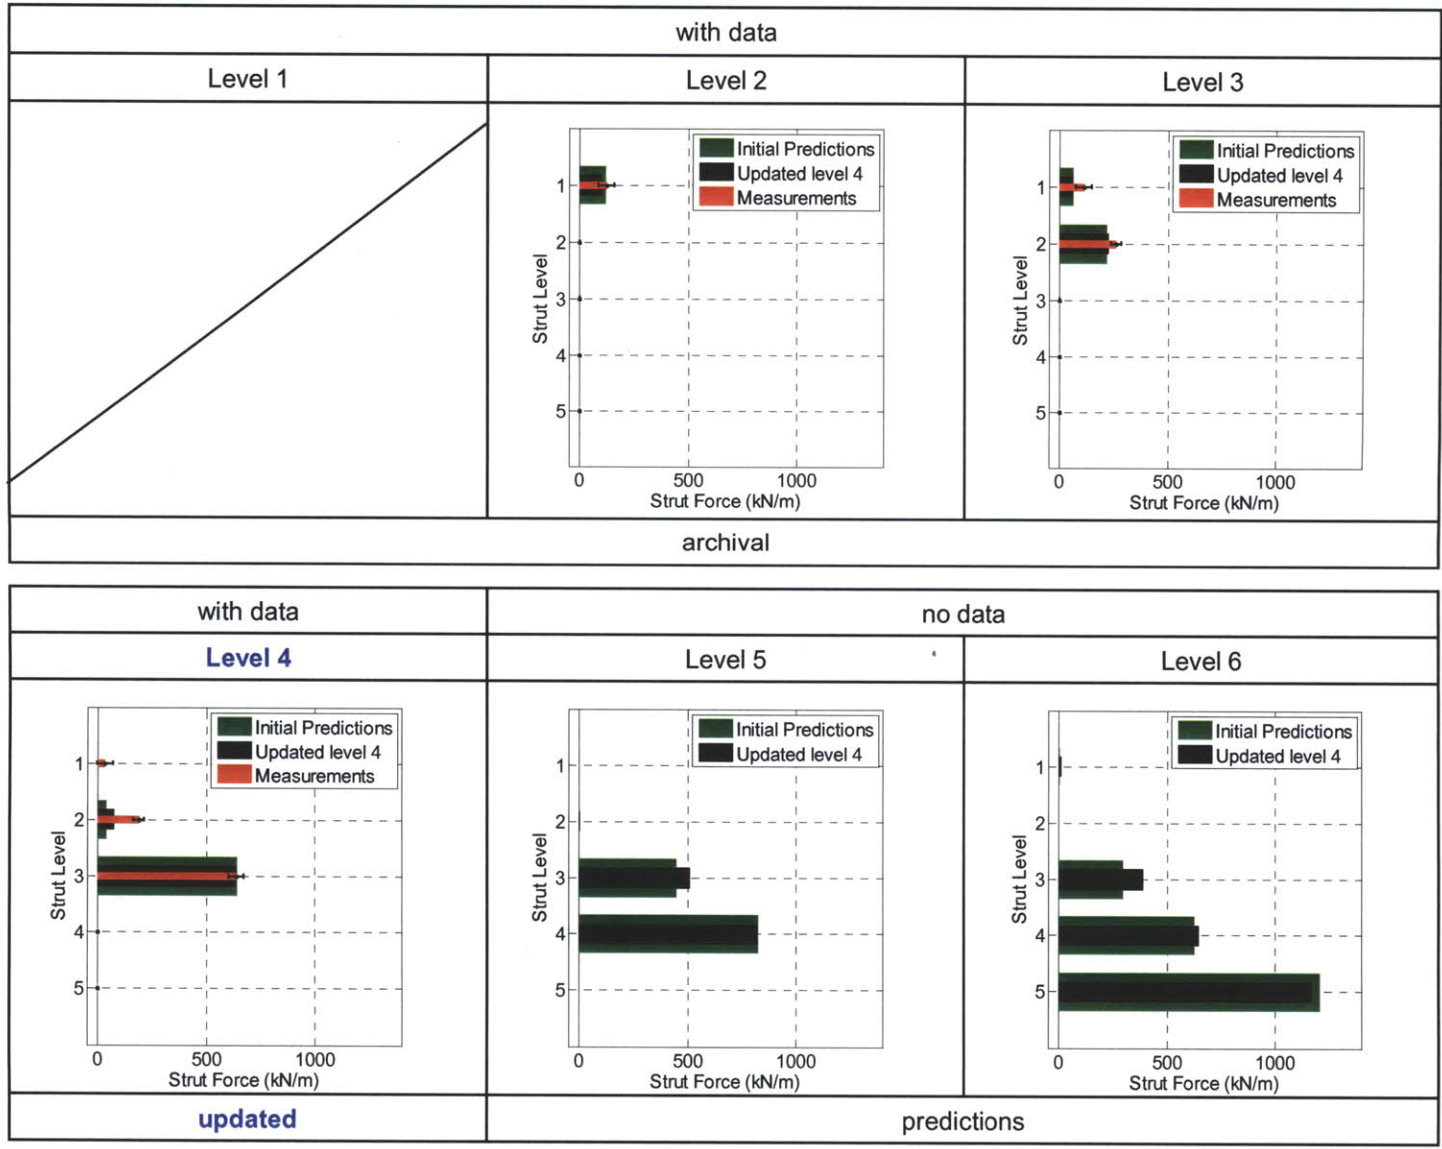 with data
Level 1
Level 2
Level 3
Initial Predictions
Updated level 4
Measurements
1
2
3
4
5
Strut Level
0 500 1000
Strut Force (kN/m)
Initial Predictions
Updated level 4
Measurements
1
2
3
4
5
Strut Level
0 500 1000
Strut Force (kN/m)
archival
with data
no data
Level 4
Level 5
Level 6
Initial Predictions
Updated level 4
Measurements
1
2
3
4
5
Strut Level
0 500 1000
Strut Force (kN/m)
Initial Predictions
Updated level 4
1
2
3
4
5
Strut Level
0 500 1000
Strut Force (kN/m)
Initial Predictions
Updated level 4
1
2
3
4
5
Strut Level
0 500 1000
Strut Force (kN/m)
updated
predictions